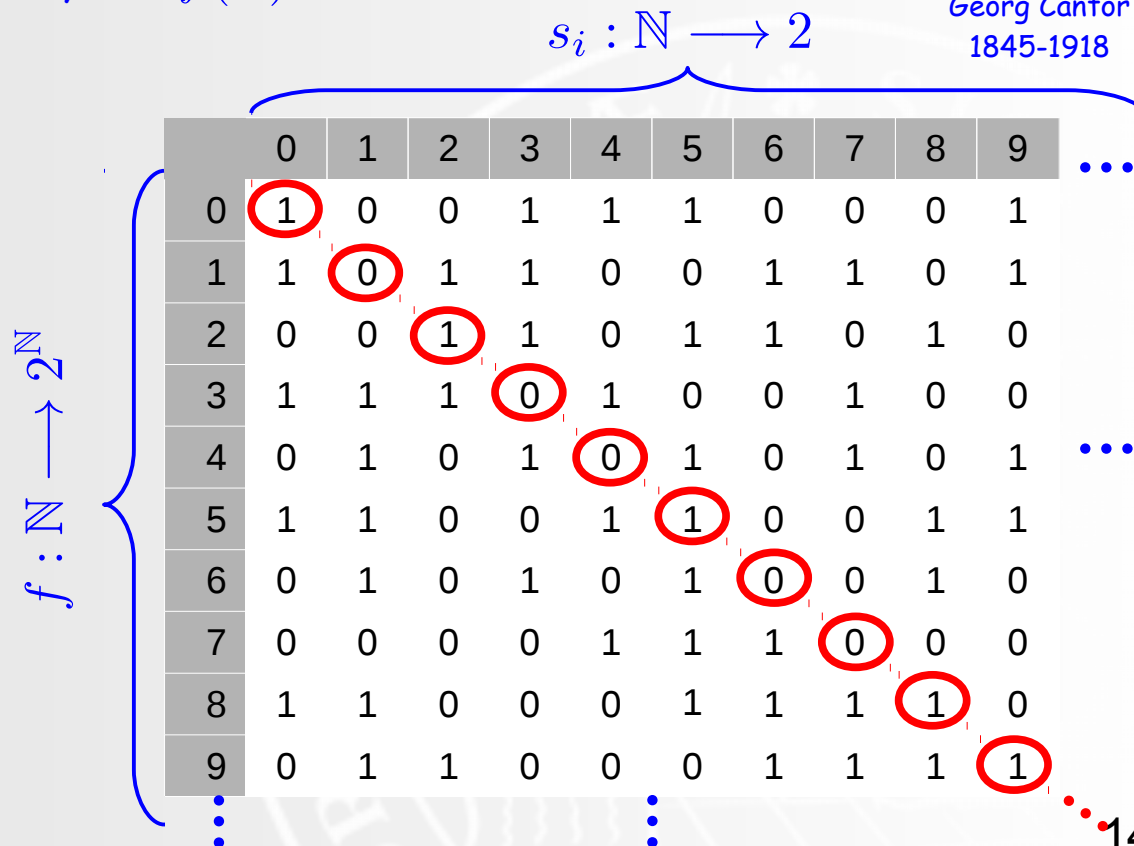 Georg Cantor
1845-1918
s_i : ℕ ⟶ 2
f : ℕ ⟶ 2^ℕ
0 1 2 3 4 5 6 7 8 9
0 1 0 0 1 1 1 0 0 0 1
1 1 0 1 1 0 0 1 1 0 1
2 0 0 1 1 0 1 1 0 1 0
3 1 1 1 0 1 0 0 1 0 0
4 0 1 0 1 0 1 0 1 0 1
5 1 1 0 0 1 1 0 0 1 1
6 0 1 0 1 0 1 0 0 1 0
7 0 0 0 0 1 1 1 0 0 0
8 1 1 0 0 0 1 1 1 1 0
9 0 1 1 0 0 0 1 1 1 1